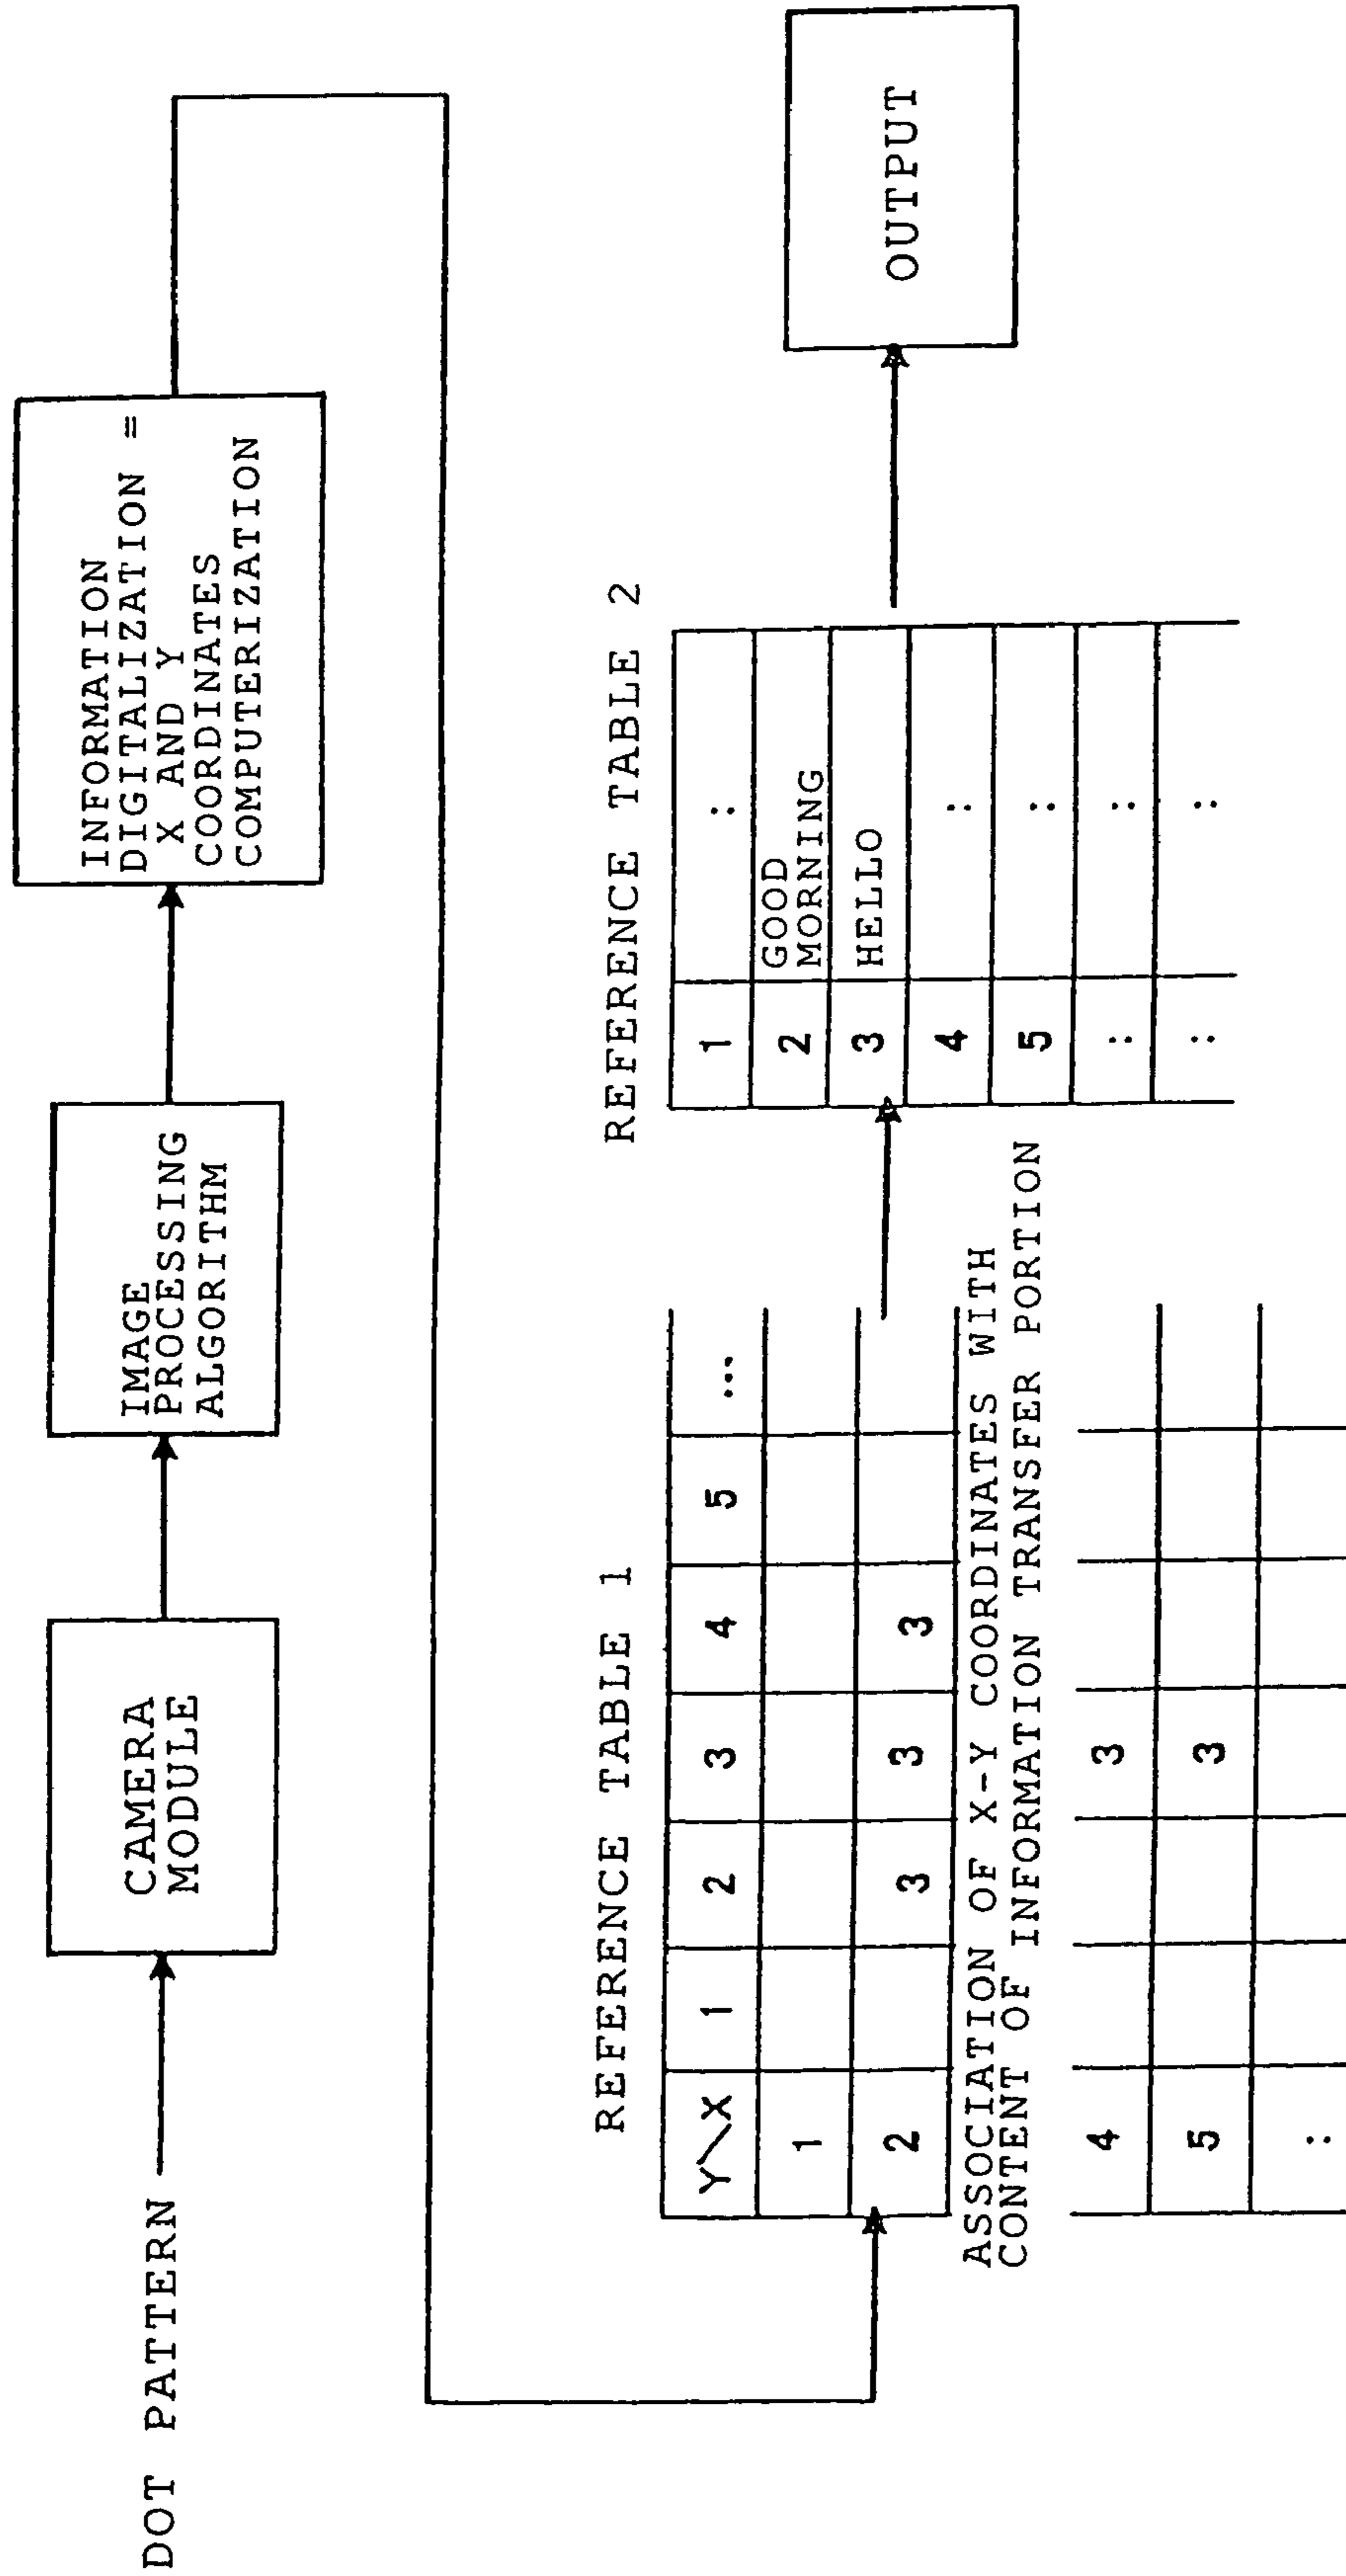 DOT PATTERN
CAMERA
MODULE
IMAGE
PROCESSING
ALGORITHM
INFORMATION
DIGITALIZATION =
X AND Y
COORDINATES
COMPUTERIZATION
REFERENCE TABLE 1
Y\X 1 2 3 4 5 ...
1
2 3 3 3
ASSOCIATION OF X-Y COORDINATES WITH
CONTENT OF INFORMATION TRANSFER PORTION
4 3
5 3
:
REFERENCE TABLE 2
1 :
2 GOOD
MORNING
3 HELLO
4 :
5 :
: :
: :
OUTPUT